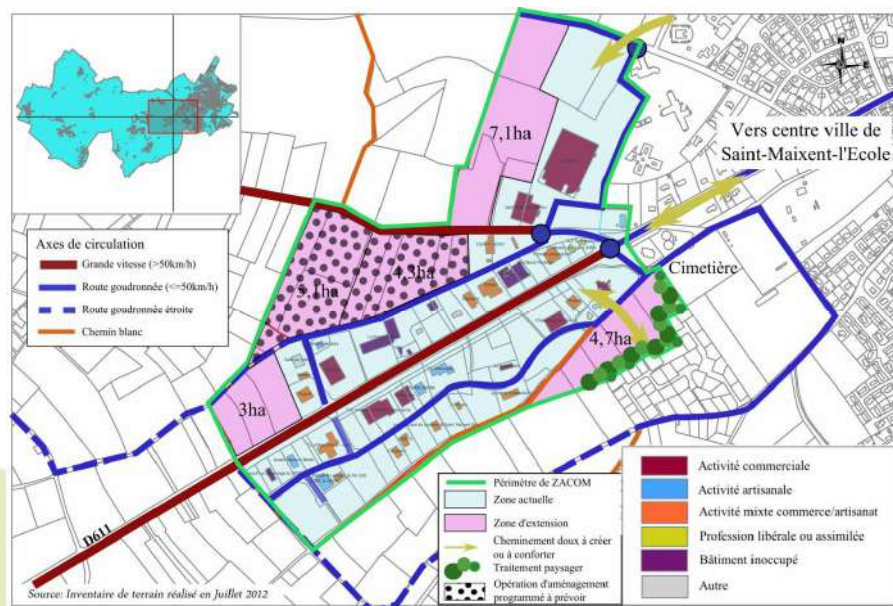 N
7,1ha
Vers centre ville de
Saint-Maixent-l'Ecole
Axes de circulation
Grande vitesse (>50km/h)
Route goudronnée (<=50km/h)
Route goudronnée étroite
Chemin blanc
5,1ha
4,3ha
Cimetière
4,7ha
3ha
D611
Périmètre de ZACOM
Zone actuelle
Zone d'extension
Cheminement doux à créer
ou à conforter
Traitement paysager
Opération d'aménagement
programmé à prévoir
Activité commerciale
Activité artisanale
Activité mixte commerce/artisanat
Profession libérale ou assimilée
Bâtiment inoccupé
Autre
Source: Inventaire de terrain réalisé en Juillet 2012